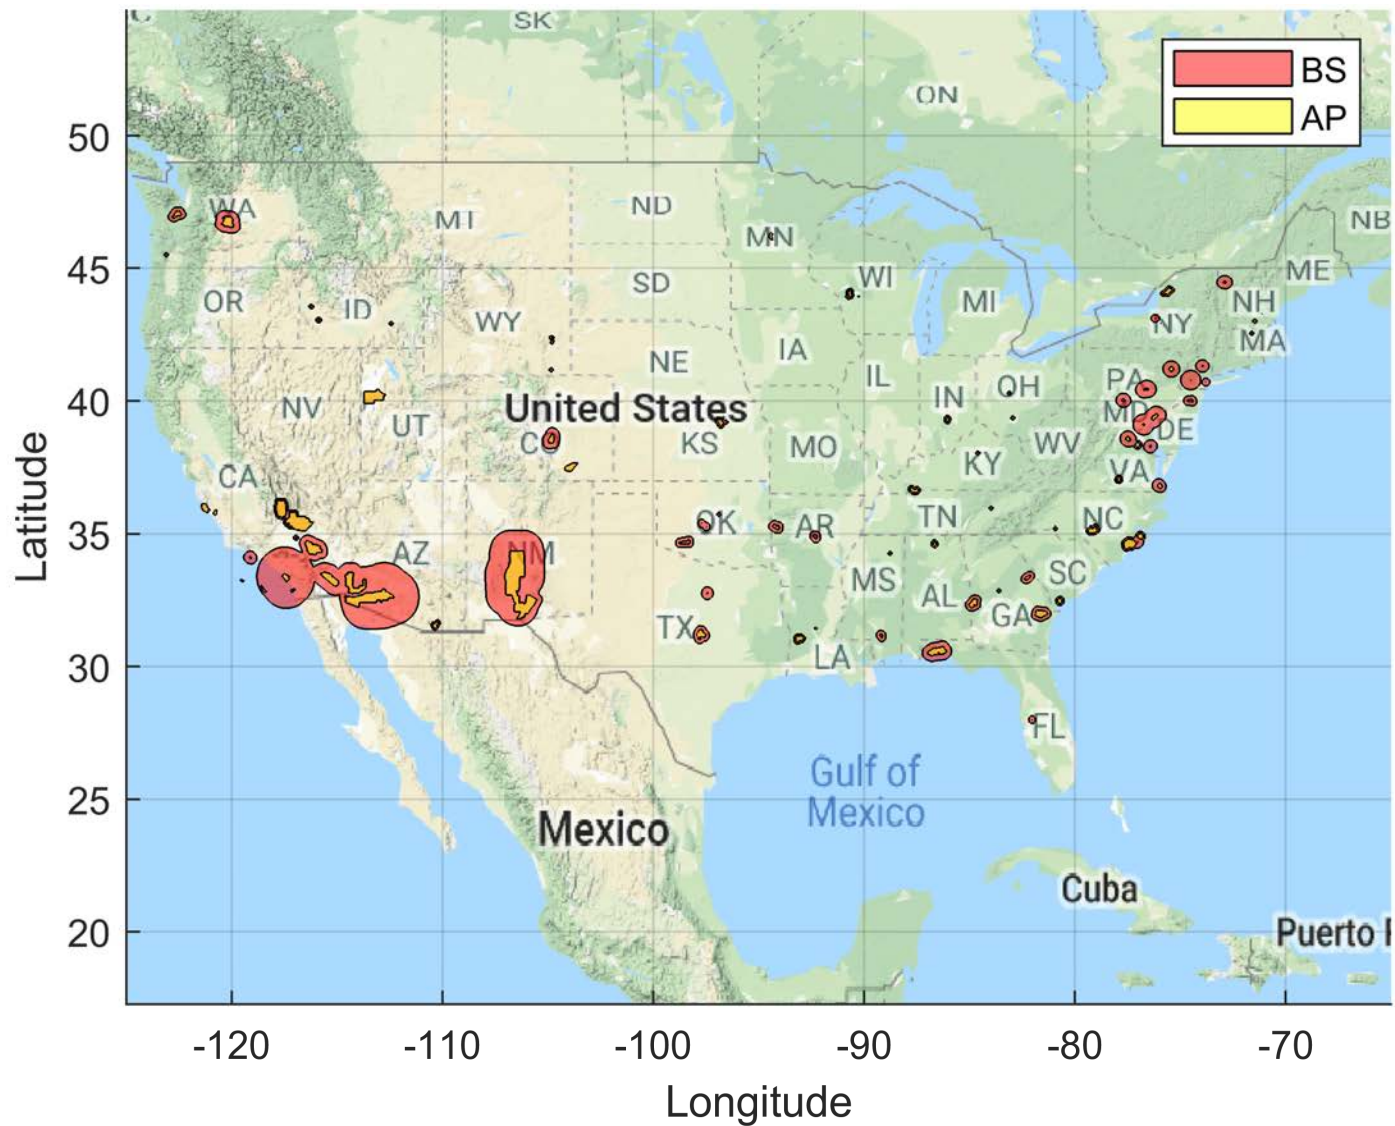 SK
ON
BS
AP
50
45
40
35
30
25
20
Latitude
WA
MT
ND
MN
NB
OR
ID
SD
WI
MI
ME
NH
WY
NY
MA
NE
IA
IL
IN
OH
PA
NV
UT
United States
MD
DE
CO
KS
MO
WV
KY
VA
CA
OK
AR
TN
NC
AZ
NM
MS
AL
SC
GA
TX
LA
FL
Gulf of
Mexico
Mexico
Cuba
Puerto
-120
-110
-100
-90
-80
-70
Longitude